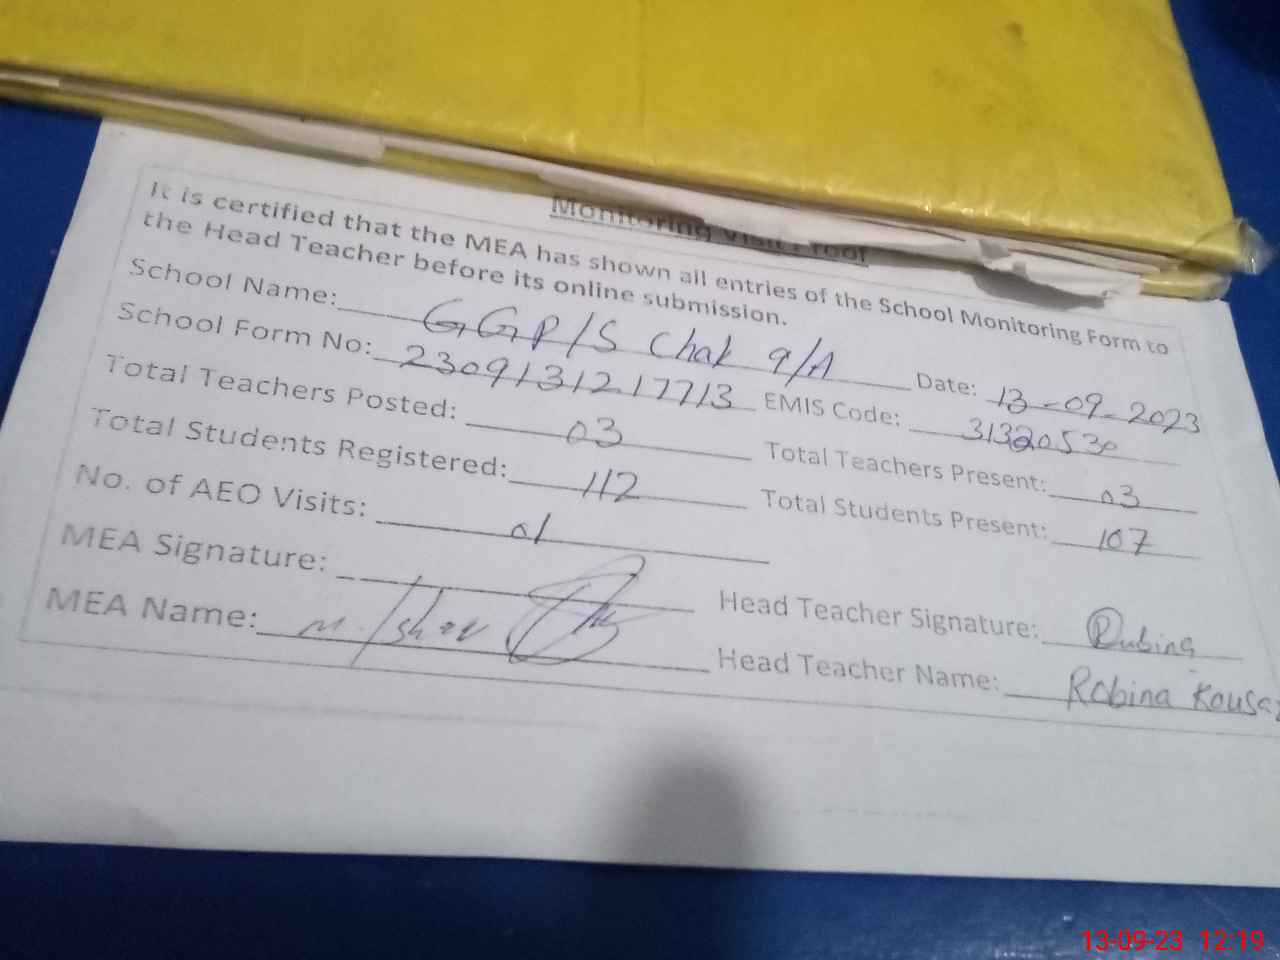 Monitoring Visit Proof
It is certified that the MEA has shown all entries of the School Monitoring Form to
the Head Teacher before its online submission.
School Name: GGP/S Chak 9/A Date: 13-09-2023
School Form No: 2309131217713 EMIS Code: 31320530
Total Teachers Posted: 03 Total Teachers Present: 03
Total Students Registered: 112 Total Students Present: 107
No. of AEO Visits: 01
MEA Signature: Head Teacher Signature: Rubina
MEA Name: Head Teacher Name: Robina
13-09-23 12:19